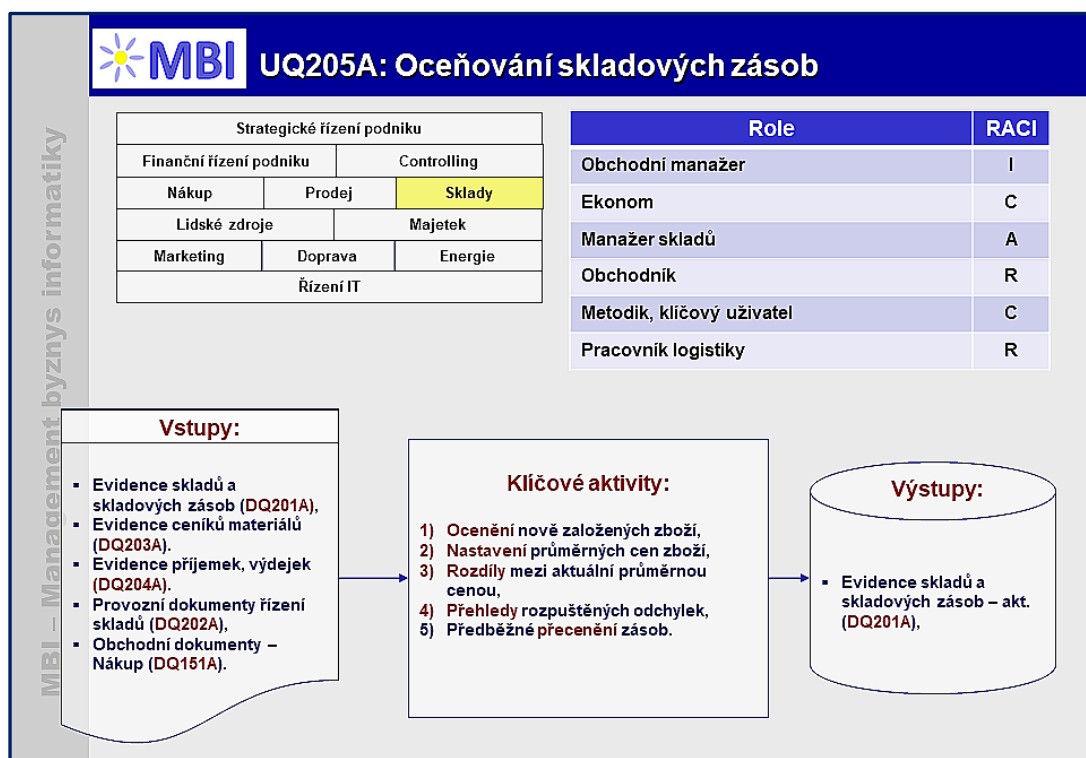 MBI
UQ205A: Oceňování skladových zásob
MBI – Management byznys informatiky
Strategické řízení podniku
Finanční řízení podniku Controlling
Nákup Prodej Sklady
Lidské zdroje Majetek
Marketing Doprava Energie
Řízení IT
Role RACI
Obchodní manažer I
Ekonom C
Manažer skladů A
Obchodník R
Metodik, klíčový uživatel C
Pracovník logistiky R
Vstupy:
▪ Evidence skladů a
skladových zásob (DQ201A),
▪ Evidence ceníků materiálů
(DQ203A).
▪ Evidence příjemek, výdejek
(DQ204A).
▪ Provozní dokumenty řízení
skladů (DQ202A),
▪ Obchodní dokumenty –
Nákup (DQ151A).
Klíčové aktivity:
1) Ocenění nově založených zboží,
2) Nastavení průměrných cen zboží,
3) Rozdíly mezi aktuální průměrnou
cenou,
4) Přehledy rozpuštěných odchylek,
5) Předběžné přecenění zásob.
Výstupy:
▪ Evidence skladů a
skladových zásob – akt.
(DQ201A),